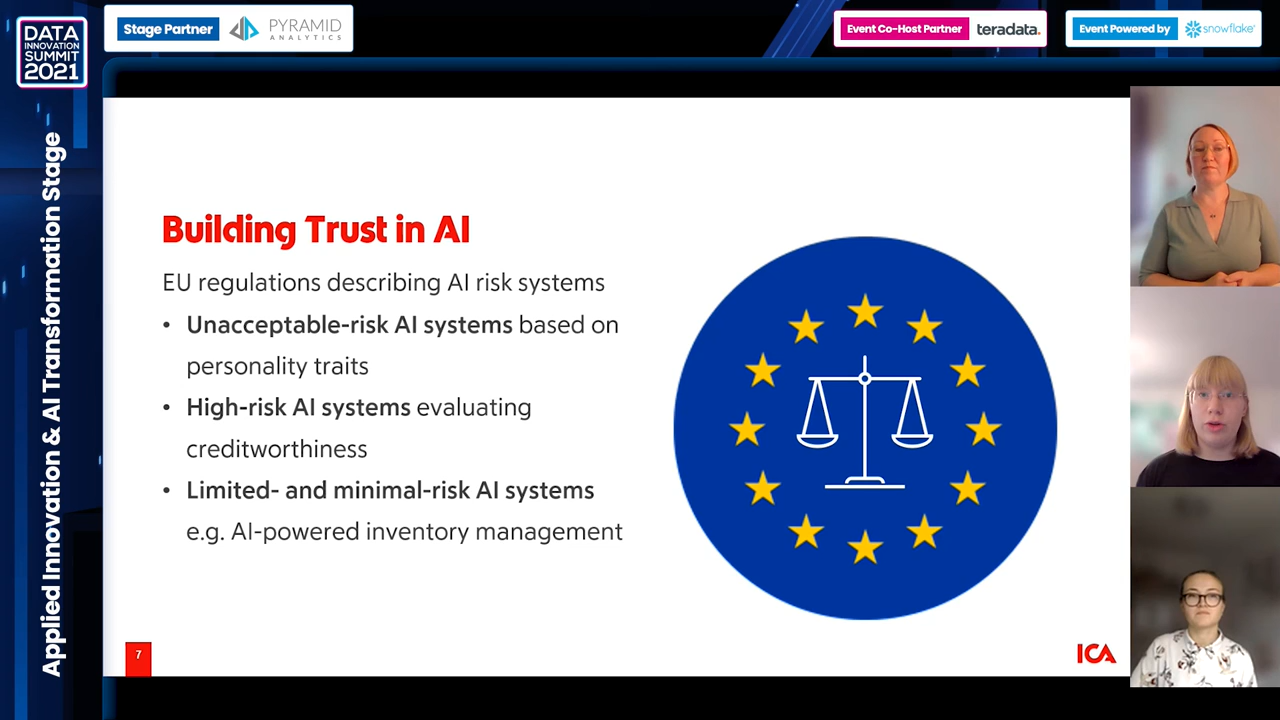 DATA
INNOVATION
SUMMIT
2021
Stage Partner
PYRAMID
ANALYTICS
Event Co-Host Partner
teradata.
Event Powered by
snowflake
Applied Innovation & AI Transformation Stage
Building Trust in AI
EU regulations describing AI risk systems
• Unacceptable-risk AI systems based on
personality traits
• High-risk AI systems evaluating
creditworthiness
• Limited- and minimal-risk AI systems
e.g. AI-powered inventory management
7
ICA